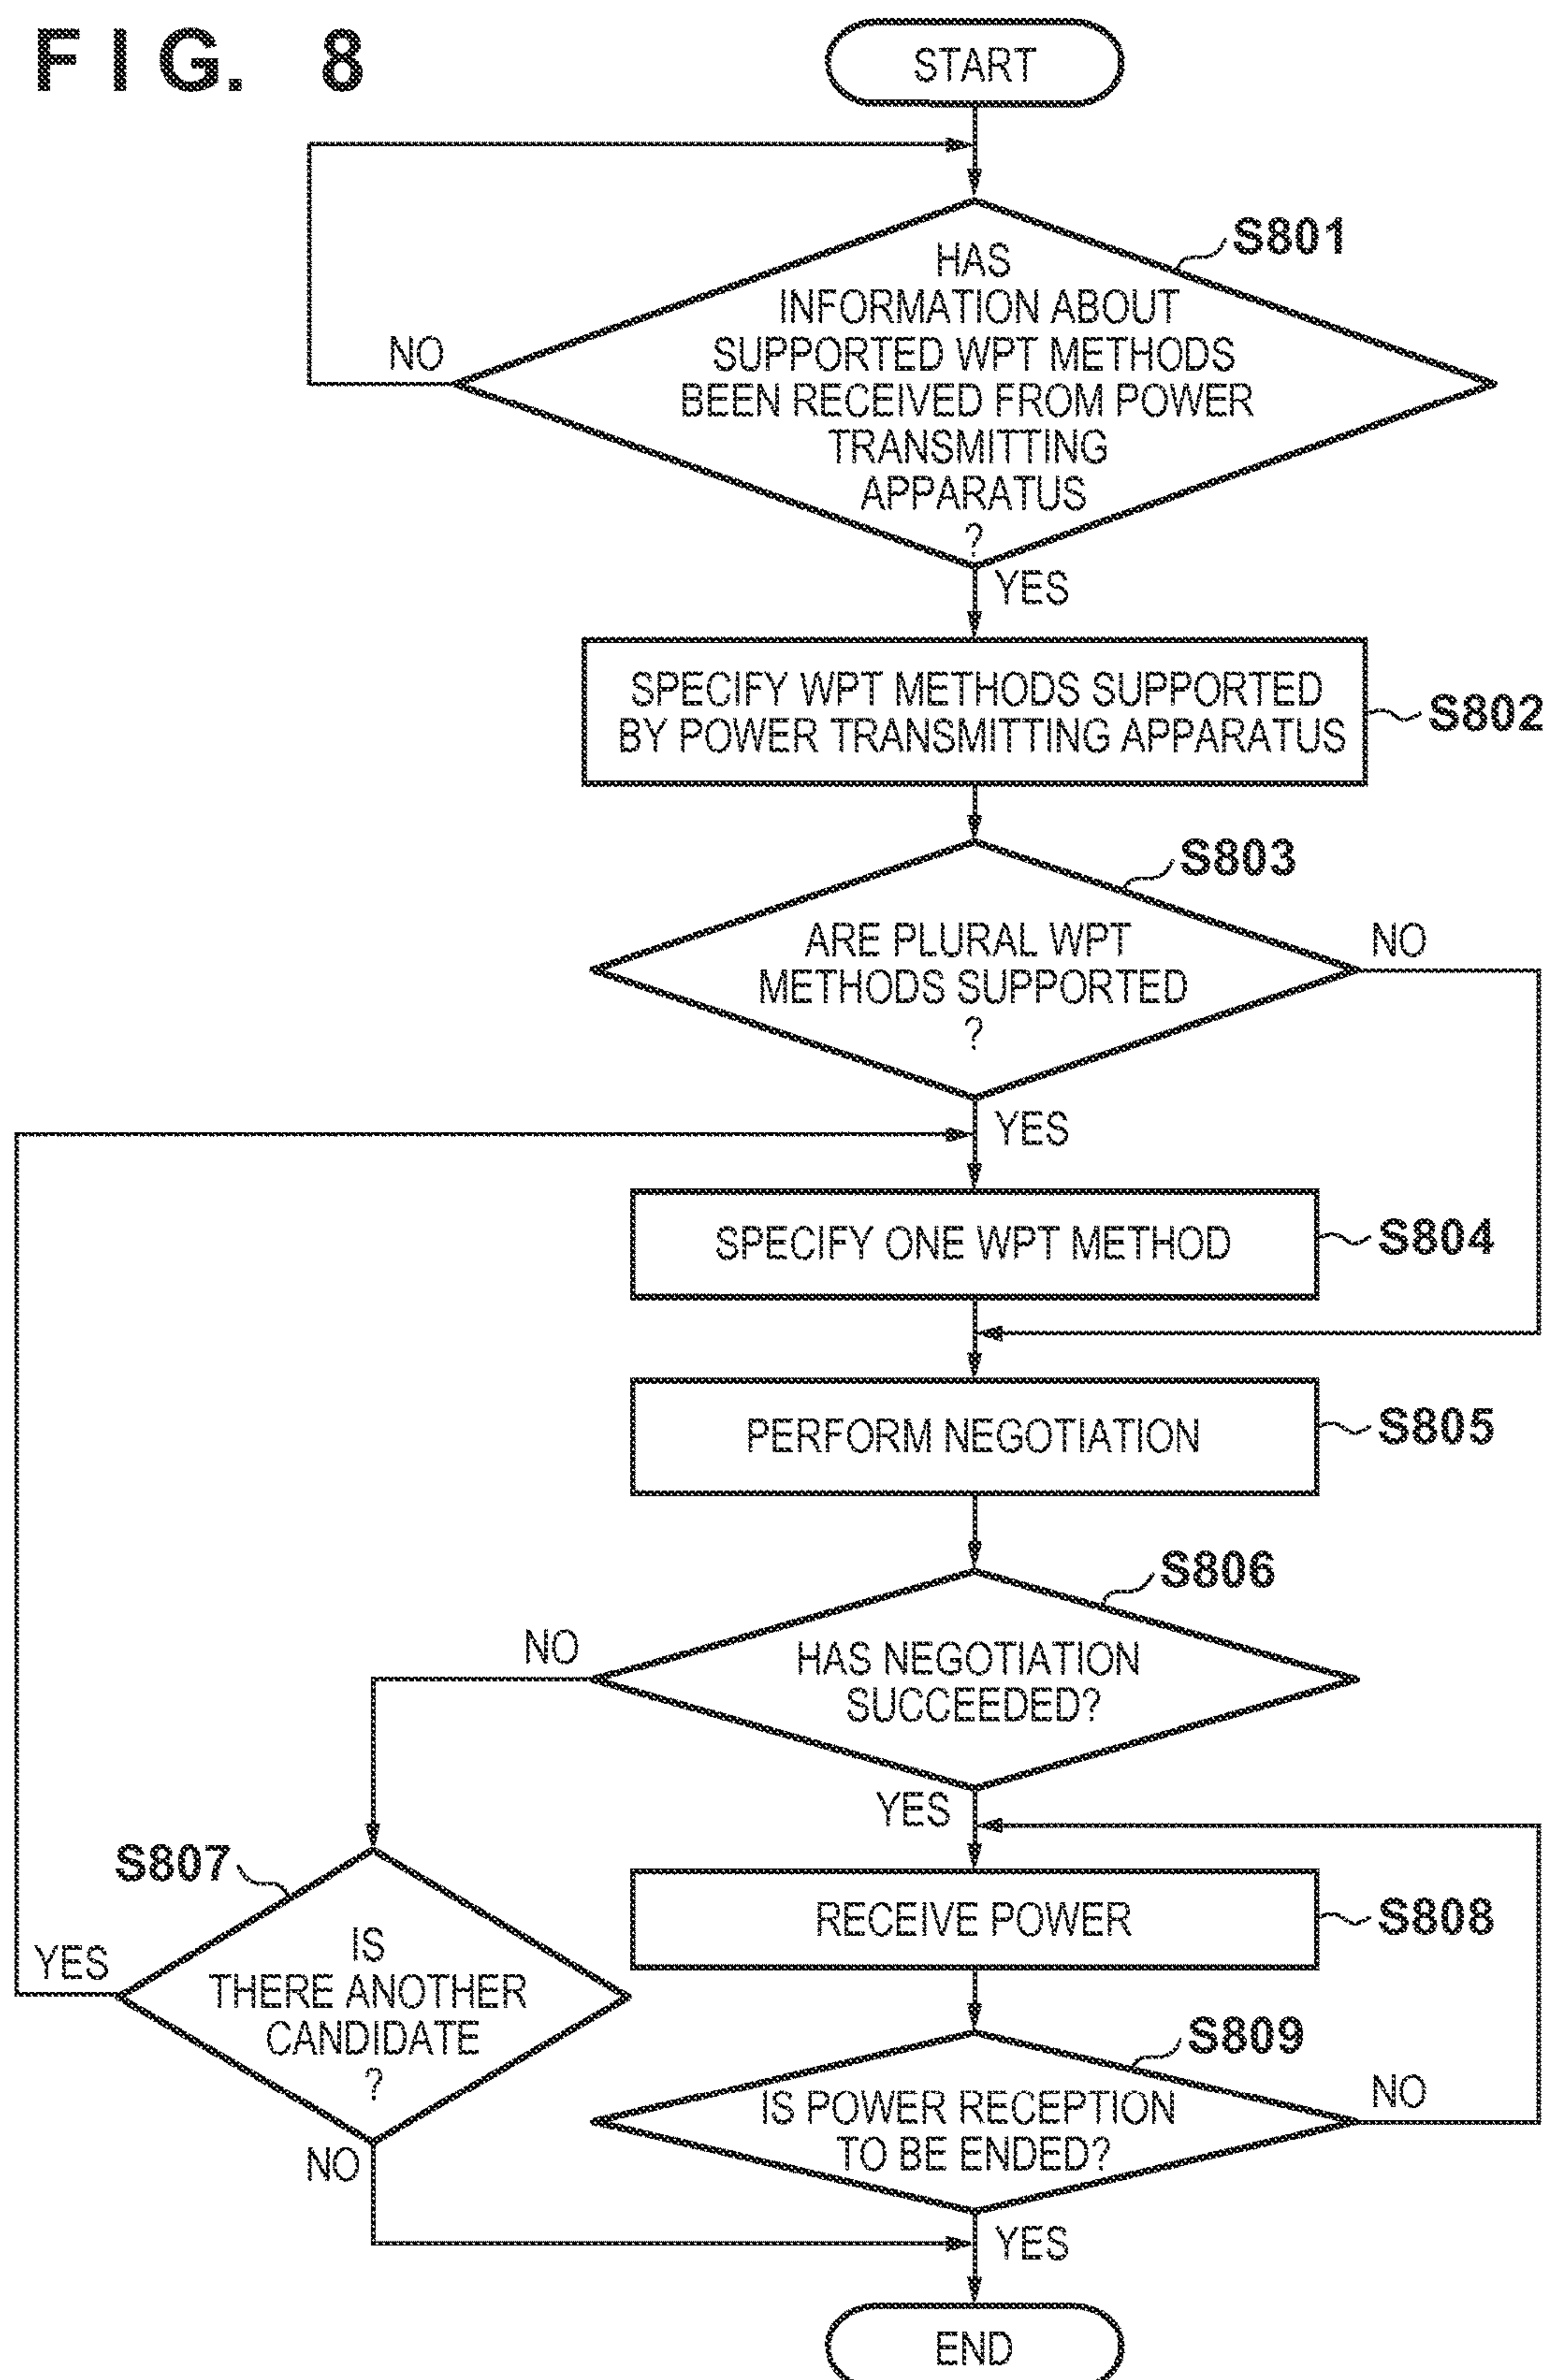 FIG. 8
START
S801
HAS
INFORMATION ABOUT
SUPPORTED WPT METHODS
BEEN RECEIVED FROM POWER
TRANSMITTING
APPARATUS
?
NO
YES
SPECIFY WPT METHODS SUPPORTED
BY POWER TRANSMITTING APPARATUS
S802
S803
ARE PLURAL WPT
METHODS SUPPORTED
?
NO
YES
SPECIFY ONE WPT METHOD
S804
PERFORM NEGOTIATION
S805
S806
HAS NEGOTIATION
SUCCEEDED?
NO
YES
S807
IS
THERE ANOTHER
CANDIDATE
?
YES
NO
RECEIVE POWER
S808
S809
IS POWER RECEPTION
TO BE ENDED?
NO
YES
END